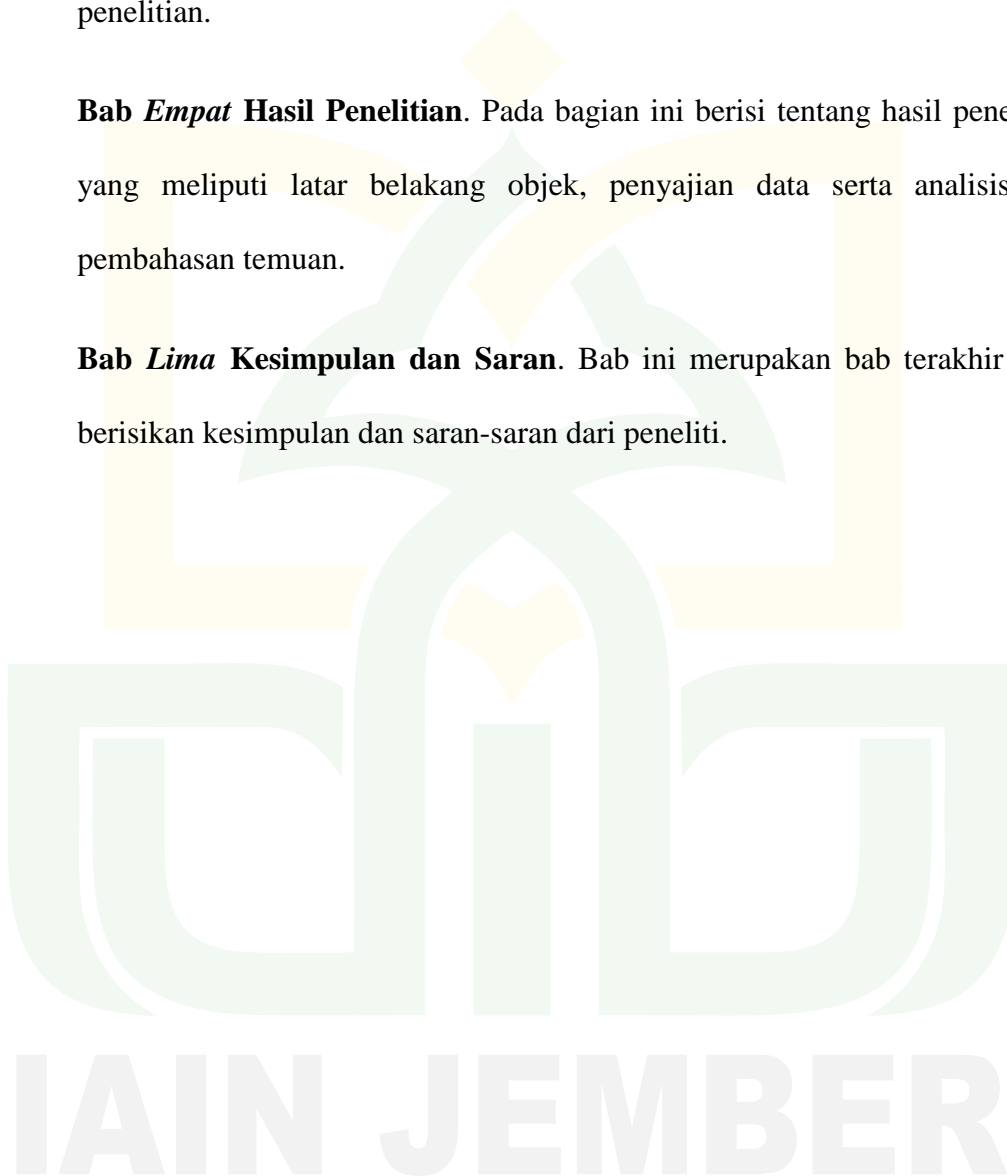 penelitian.
Bab Empat Hasil Penelitian. Pada bagian ini berisi tentang hasil pene
yang meliputi latar belakang objek, penyajian data serta analisis
pembahasan temuan.
Bab Lima Kesimpulan dan Saran. Bab ini merupakan bab terakhir
berisikan kesimpulan dan saran-saran dari peneliti.
IAIN JEMBER